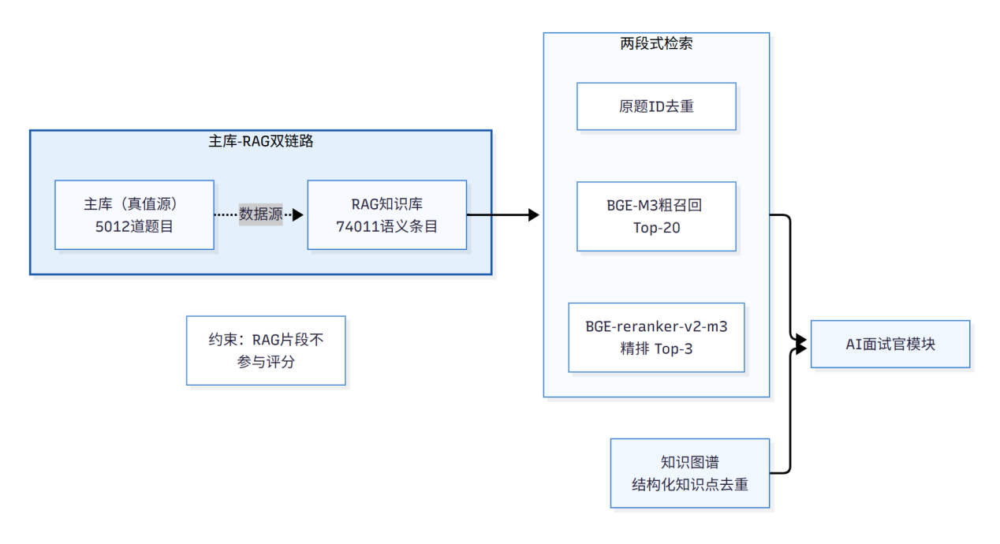 主库-RAG双链路
主库（真值源）
5012道题目
数据源
RAG知识库
74011语义条目
约束：RAG片段不
参与评分
两段式检索
原题ID去重
BGE-M3粗召回
Top-20
BGE-reranker-v2-m3
精排 Top-3
知识图谱
结构化知识点去重
AI面试官模块